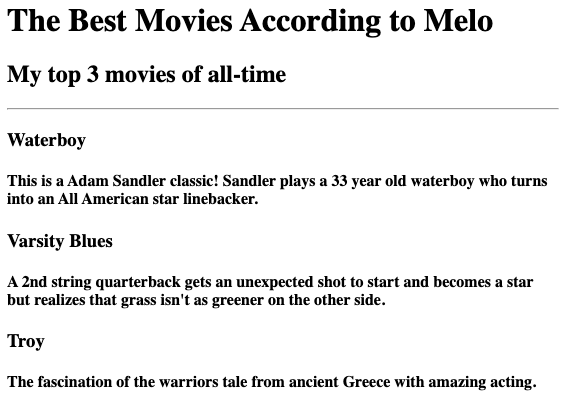 The Best Movies According to Melo
My top 3 movies of all-time
Waterboy
This is a Adam Sandler classic! Sandler plays a 33 year old waterboy who turns
into an All American star linebacker.
Varsity Blues
A 2nd string quarterback gets an unexpected shot to start and becomes a star
but realizes that grass isn't as greener on the other side.
Troy
The fascination of the warriors tale from ancient Greece with amazing acting.